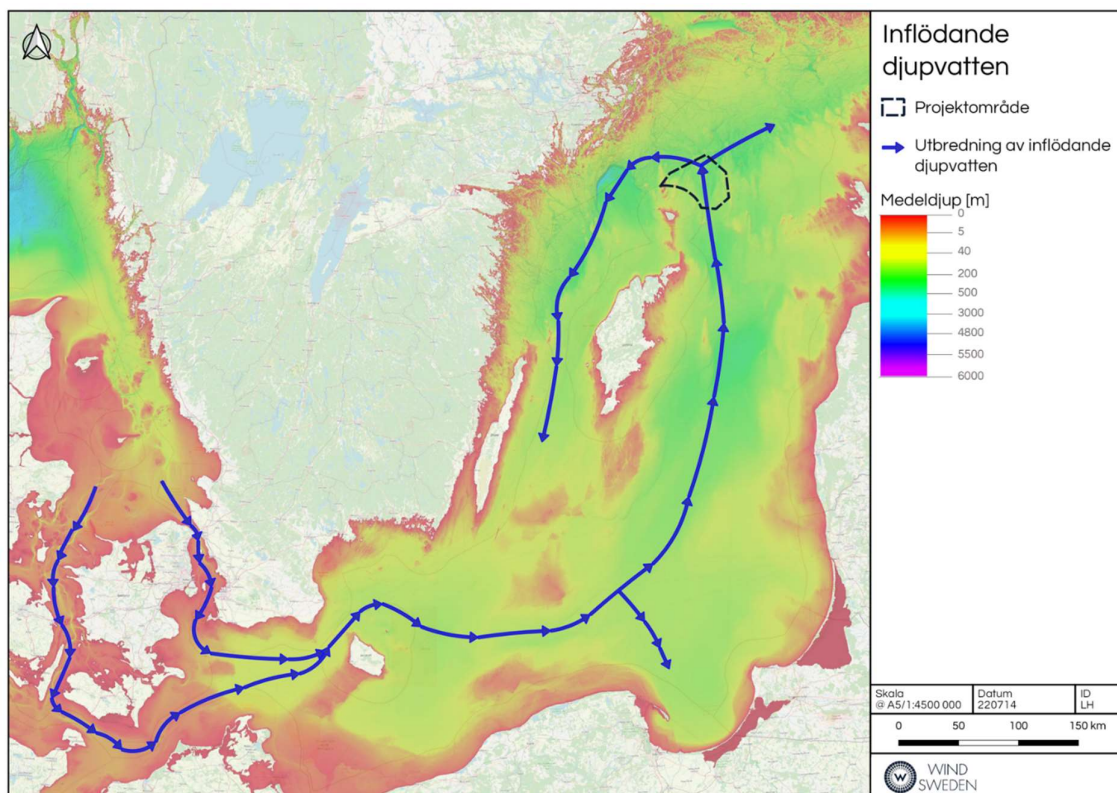 Inflödande
djupvatten
Projektområde
Utbredning av inflödande
djupvatten
Medeldjup [m]
0
5
40
200
500
3000
4800
5500
6000
Skala
@ A5/1:4500 000
Datum
220714
ID
LH
0 50 100 150 km
W
WIND
SWEDEN